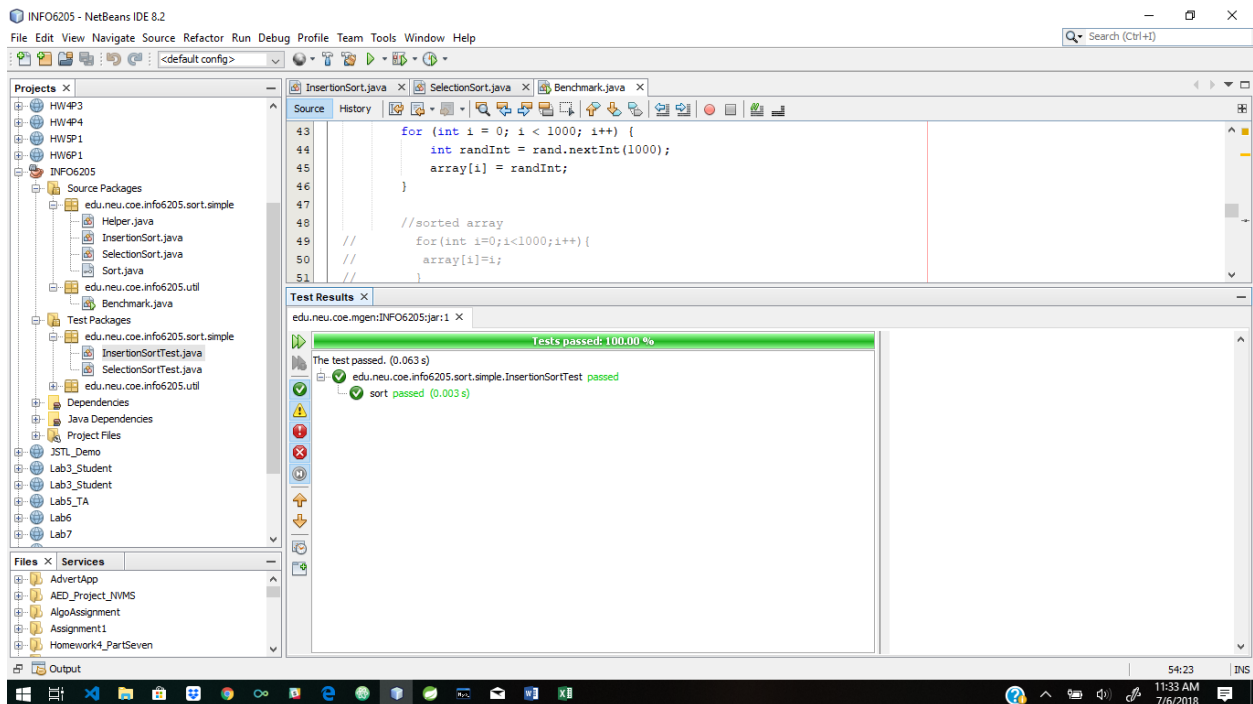 INFO6205 - NetBeans IDE 8.2
File Edit View Navigate Source Refactor Run Debug Profile Team Tools Window Help
Search (Ctrl+I)
<default config>
Projects
HW4P3
HW4P4
HW5P1
HW6P1
INFO6205
Source Packages
edu.neu.coe.info6205.sort.simple
Helper.java
InsertionSort.java
SelectionSort.java
Sort.java
edu.neu.coe.info6205.util
Benchmark.java
Test Packages
edu.neu.coe.info6205.sort.simple
InsertionSortTest.java
SelectionSortTest.java
edu.neu.coe.info6205.util
Dependencies
Java Dependencies
Project Files
JSTL_Demo
Lab3_Student
Lab3_Student
Lab5_TA
Lab6
Lab7
Files Services
AdvertApp
AED_Project_NVMS
AlgoAssignment
Assignment1
Homework4_PartSeven
InsertionSort.java SelectionSort.java Benchmark.java
Source History
43 for (int i = 0; i < 1000; i++) {
44 int randInt = rand.nextInt(1000);
45 array[i] = randInt;
46 }
47
48 //sorted array
49 // for(int i=0;i<1000;i++){
50 // array[i]=i;
51 // }
Test Results
edu.neu.coe.mgen:INFO6205:jar:1
Tests passed: 100.00 %
The test passed. (0.063 s)
edu.neu.coe.info6205.sort.simple.InsertionSortTest passed
sort passed (0.003 s)
Output
54:23 INS
11:33 AM
7/6/2018